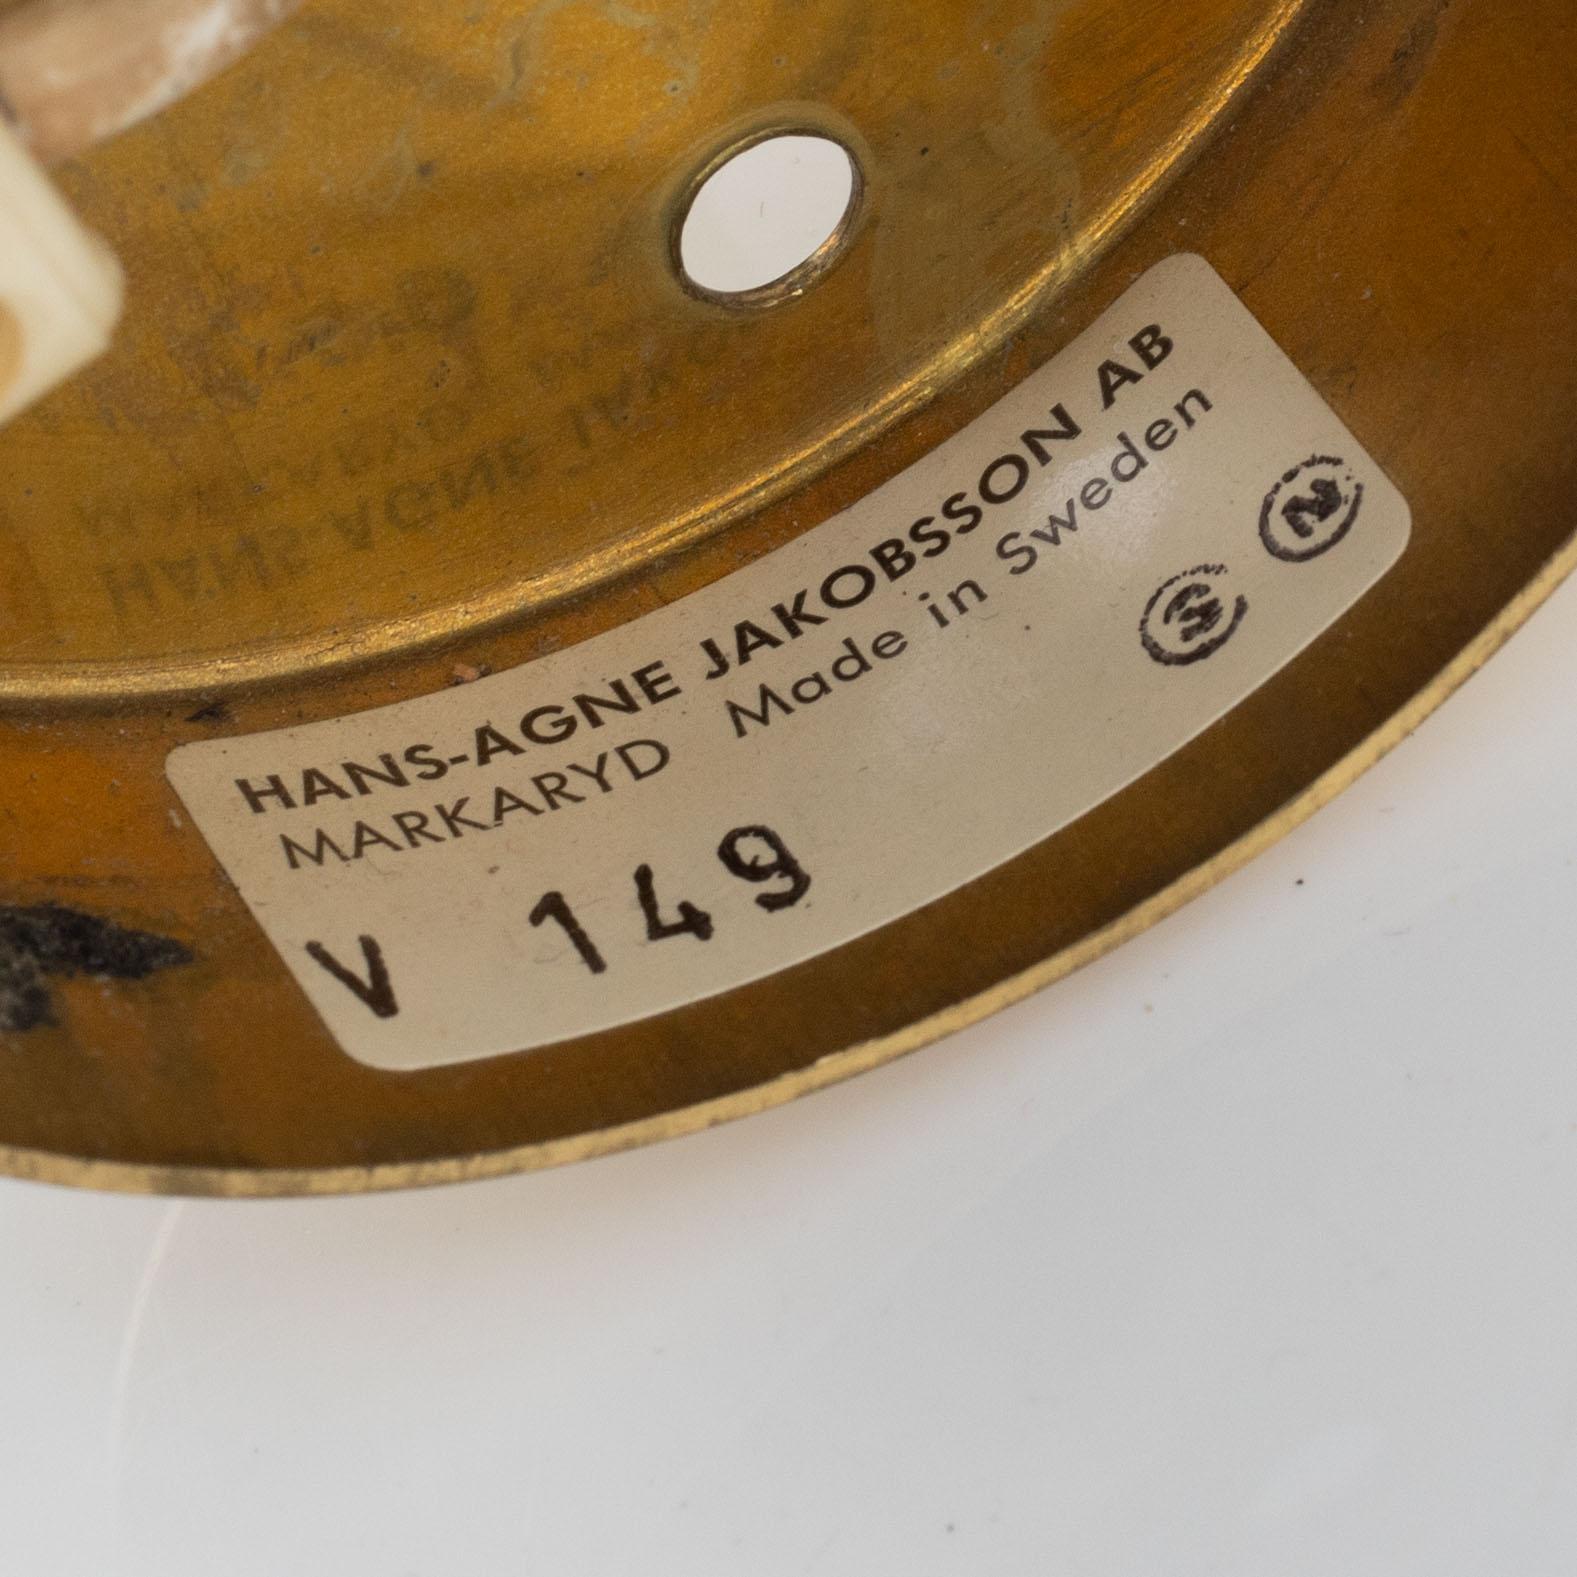 HANS-AGNE JAKOBSSON AB
MARKARYD Made in Sweden
V 149
N